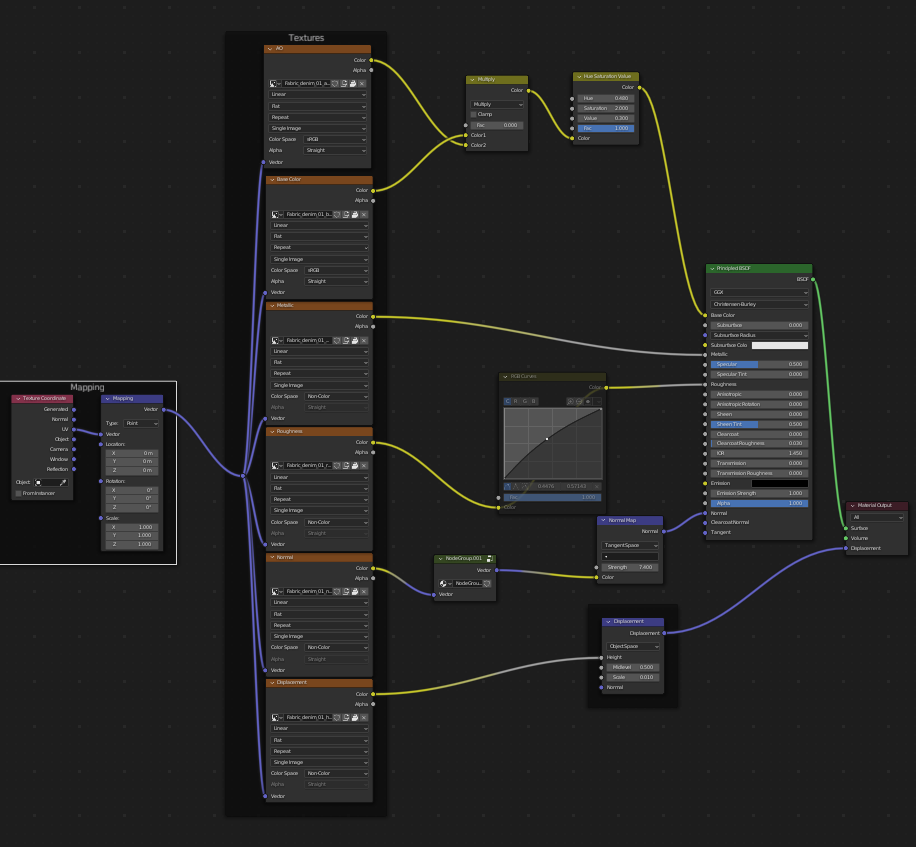 Textures
AO
Color
Alpha
Fabric_denim_01_a...
Linear
Flat
Repeat
Single Image
Color Space
sRGB
Alpha
Straight
Vector
Base Color
Color
Alpha
Fabric_denim_01_b...
Linear
Flat
Repeat
Single Image
Color Space
sRGB
Alpha
Straight
Vector
Metallic
Color
Alpha
Fabric_denim_01_...
Linear
Flat
Repeat
Single Image
Color Space
Non-Color
Alpha
Straight
Vector
Roughness
Color
Alpha
Fabric_denim_01_r...
Linear
Flat
Repeat
Single Image
Color Space
Non-Color
Alpha
Straight
Vector
Normal
Color
Alpha
Fabric_denim_01_n...
Linear
Flat
Repeat
Single Image
Color Space
Non-Color
Alpha
Straight
Vector
Displacement
Color
Alpha
Fabric_denim_01_h...
Linear
Flat
Repeat
Single Image
Color Space
Non-Color
Alpha
Straight
Vector
Mapping
Texture Coordinate
Generated
Normal
UV
Object
Camera
Window
Reflection
Object:
From Instancer
Mapping
Vector
Type:
Point
Vector
Location:
X 0 m
Y 0 m
Z 0 m
Rotation:
X 0°
Y 0°
Z 0°
Scale:
X 1.000
Y 1.000
Z 1.000
Multiply
Color
Multiply
Clamp
Fac 0.000
Color1
Color2
Hue Saturation Value
Color
Hue 0.480
Saturation 2.000
Value 0.300
Fac 1.000
Color
RGB Curves
Color
C R G B
Fac 1.000
Color
NodeGroup.001
NodeGrou...
Vector
Normal Map
Normal
Tangent Space
Strength 7.400
Color
Displacement
Displacement
Object Space
Height
Midlevel 0.500
Scale 0.010
Normal
Principled BSDF
BSDF
GGX
Christensen-Burley
Base Color
Subsurface 0.000
Subsurface Radius
Subsurface Colo
Metallic
Specular 0.500
Specular Tint 0.000
Roughness
Anisotropic 0.000
Anisotropic Rotation 0.000
Sheen 0.000
Sheen Tint 0.500
Clearcoat 0.000
Clearcoat Roughness 0.030
IOR 1.450
Transmission 0.000
Transmission Roughness 0.000
Emission
Emission Strength 1.000
Alpha 1.000
Normal
Clearcoat Normal
Tangent
Material Output
All
Surface
Volume
Displacement